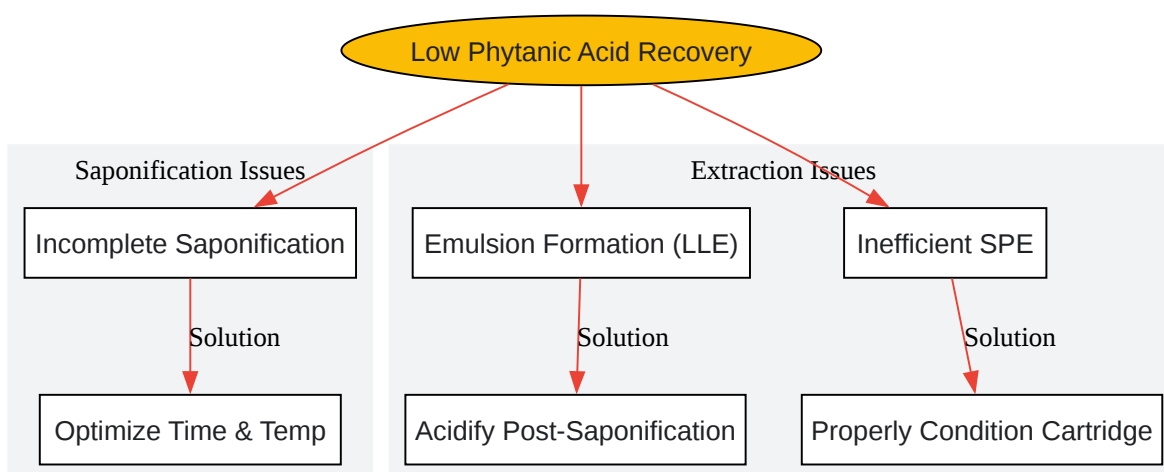 Low Phytanic Acid Recovery
Saponification Issues
Extraction Issues
Incomplete Saponification
Emulsion Formation (LLE)
Inefficient SPE
Solution
Solution
Solution
Optimize Time & Temp
Acidify Post-Saponification
Properly Condition Cartridge